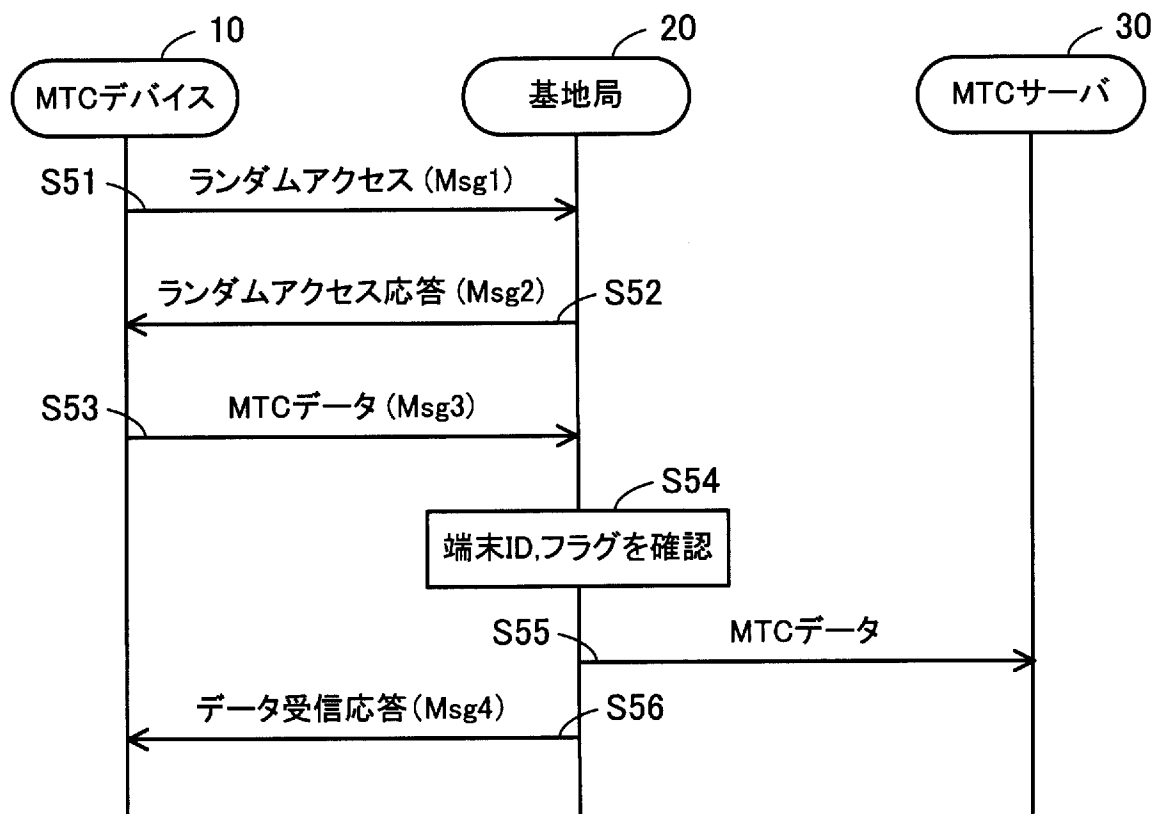 10
20
30
MTCデバイス
基地局
MTCサーバ
S51
ランダムアクセス (Msg1)
ランダムアクセス応答 (Msg2)
S52
S53
MTCデータ (Msg3)
S54
端末ID,フラグを確認
S55
MTCデータ
データ受信応答 (Msg4)
S56